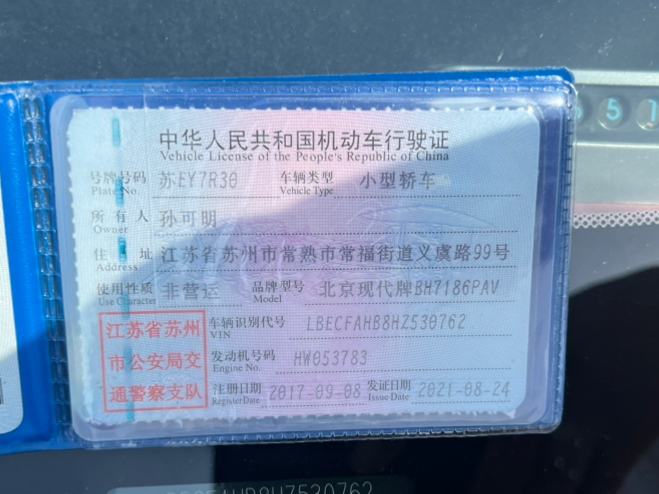 中华人民共和国机动车行驶证
Vehicle License of the People's Republic of China
号牌号码 苏EY7R30 车辆类型 小型轿车
Plate No. Vehicle Type
所有人 孙可明
Owner
住址 江苏省苏州市常熟市常福街道义虞路99号
Address
使用性质 非营运 品牌型号 北京现代牌BH7186PAV
Use Character Model
江苏省苏州
市公安局交
通警察支队
车辆识别代号 LBECFAHB8HZ530762
VIN
发动机号码 HW053783
Engine No.
注册日期 2017-09-08 发证日期 2021-08-24
Register Date Issue Date
5 1